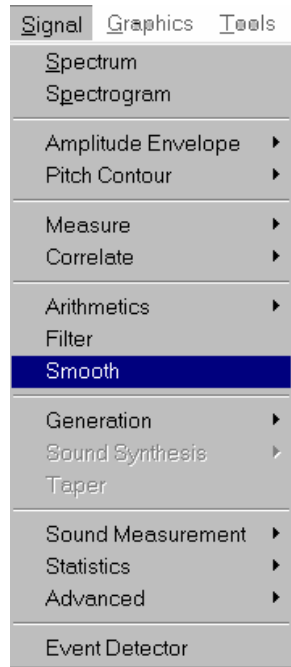 Signal Graphics Tools
Spectrum
Spectrogram
Amplitude Envelope
Pitch Contour
Measure
Correlate
Arithmetics
Filter
Smooth
Generation
Sound Synthesis
Taper
Sound Measurement
Statistics
Advanced
Event Detector